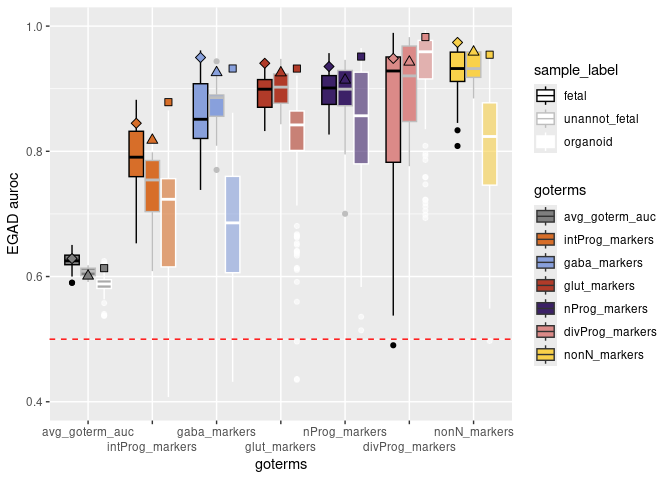 1.0
0.8
0.6
0.4
EGAD auroc
avg_goterm_auc
intProg_markers
gaba_markers
glut_markers
nProg_markers
divProg_markers
nonN_markers
goterms
sample_label
fetal
unannot_fetal
organoid
goterms
avg_goterm_auc
intProg_markers
gaba_markers
glut_markers
nProg_markers
divProg_markers
nonN_markers